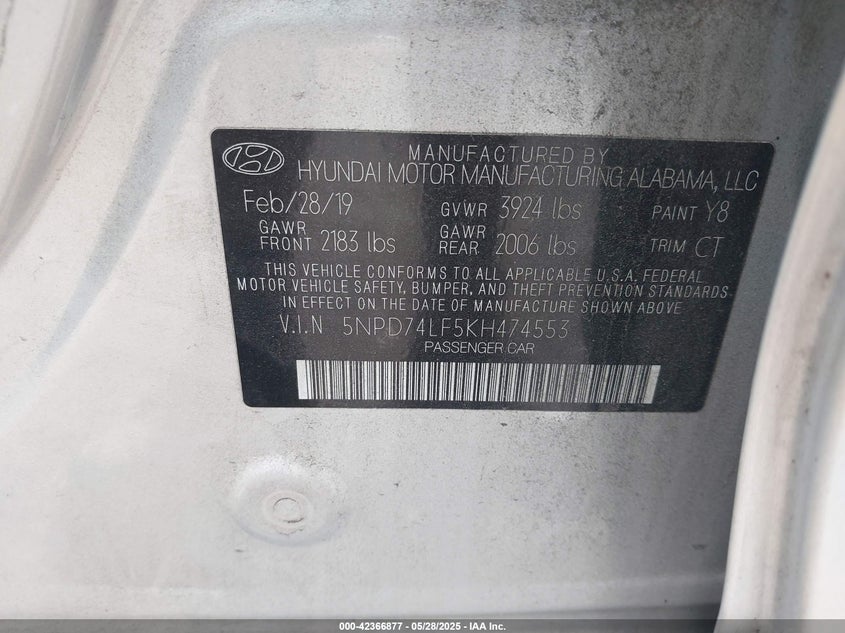 MANUFACTURED BY
HYUNDAI MOTOR MANUFACTURING ALABAMA, LLC
Feb/28/19 GVWR 3924 lbs PAINT Y8
GAWR FRONT 2183 lbs GAWR REAR 2006 lbs TRIM CT
THIS VEHICLE CONFORMS TO ALL APPLICABLE U.S.A. FEDERAL
MOTOR VEHICLE SAFETY, BUMPER, AND THEFT PREVENTION STANDARDS
IN EFFECT ON THE DATE OF MANUFACTURE SHOWN ABOVE
V.I.N 5NPD74LF5KH474553
PASSENGER CAR
000-42366877 - 05/28/2025 - IAA Inc.